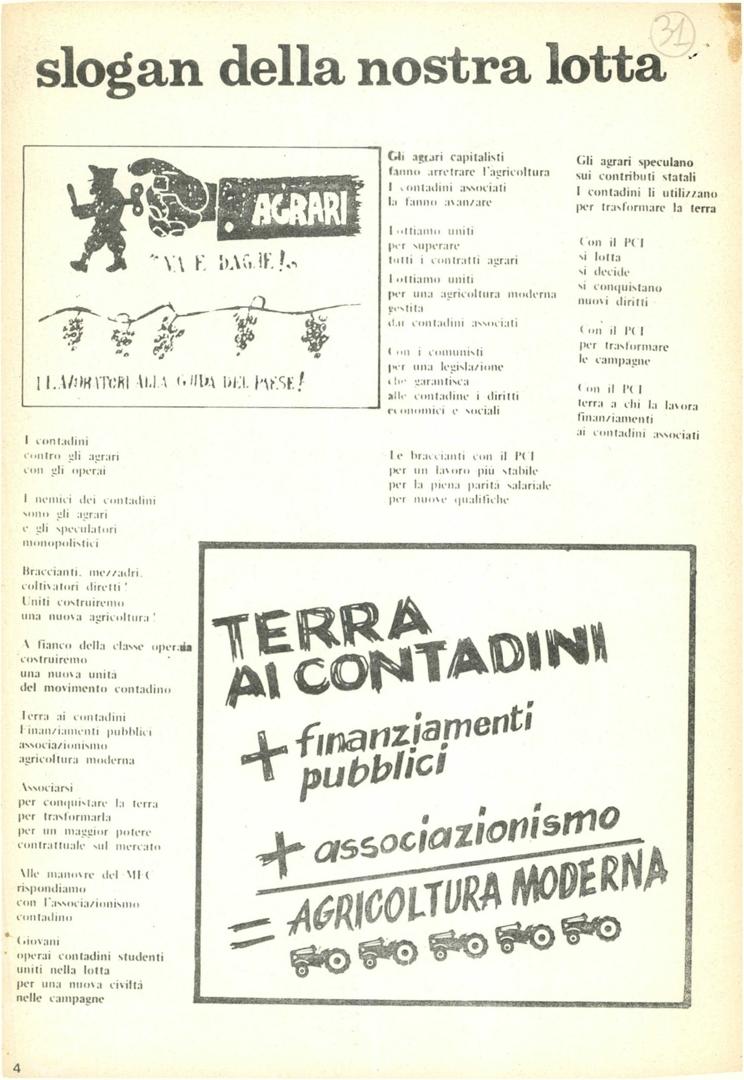 31
slogan della nostra lotta
AGRARI
"VA E DAGLIE!"
I LAVORATORI ALLA GUIDA DEL PAESE!
I contadini
contro gli agrari
con gli operai
I nemici dei contadini
sono gli agrari
e gli speculatori
monopolistici
Braccianti, mezzadri,
coltivatori diretti!
Uniti costruiremo
una nuova agricoltura!
A fianco della classe operaia
costruiremo
una nuova unità
del movimento contadino
Terra ai contadini
Finanziamenti pubblici
associazionismo
agricoltura moderna
Associarsi
per conquistare la terra
per trasformarla
per un maggior potere
contrattuale sul mercato
Alle manovre del MEC
rispondiamo
con l'associazionismo
contadino
Giovani
operai contadini studenti
uniti nella lotta
per una nuova civiltà
nelle campagne
Gli agrari capitalisti
fanno arretrare l'agricoltura
I contadini associati
la fanno avanzare
Lottiamo uniti
per superare
tutti i contratti agrari
Lottiamo uniti
per una agricoltura moderna
gestita
dai contadini associati
Con i comunisti
per una legislazione
che garantisca
alle contadine i diritti
economici e sociali
Le braccianti con il PCI
per un lavoro più stabile
per la piena parità salariale
per nuove qualifiche
Gli agrari speculano
sui contributi statali
I contadini li utilizzano
per trasformare la terra
Con il PCI
si lotta
si decide
si conquistano
nuovi diritti
Con il PCI
per trasformare
le campagne
Con il PCI
terra a chi la lavora
finanziamenti
ai contadini associati
TERRA
AI CONTADINI
+ finanziamenti
pubblici
+ associazionismo
= AGRICOLTURA MODERNA
4